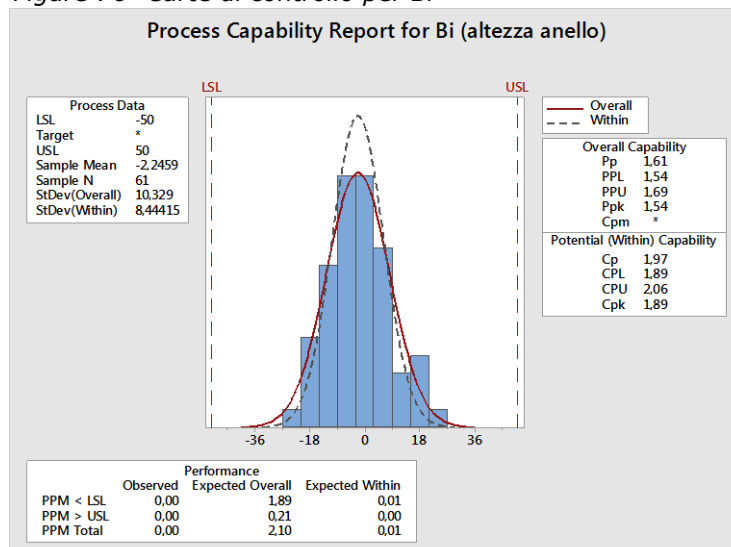 Process Capability Report for Bi (altezza anello)
LSL
USL
Process Data
LSL -50
Target *
USL 50
Sample Mean -2,2459
Sample N 61
StDev(Overall) 10,329
StDev(Within) 8,44415
Overall
Within
Overall Capability
Pp 1,61
PPL 1,54
PPU 1,69
Ppk 1,54
Cpm *
Potential (Within) Capability
Cp 1,97
CPL 1,89
CPU 2,06
Cpk 1,89
-36 -18 0 18 36
Performance
Observed Expected Overall Expected Within
PPM < LSL 0,00 1,89 0,01
PPM > USL 0,00 0,21 0,00
PPM Total 0,00 2,10 0,01